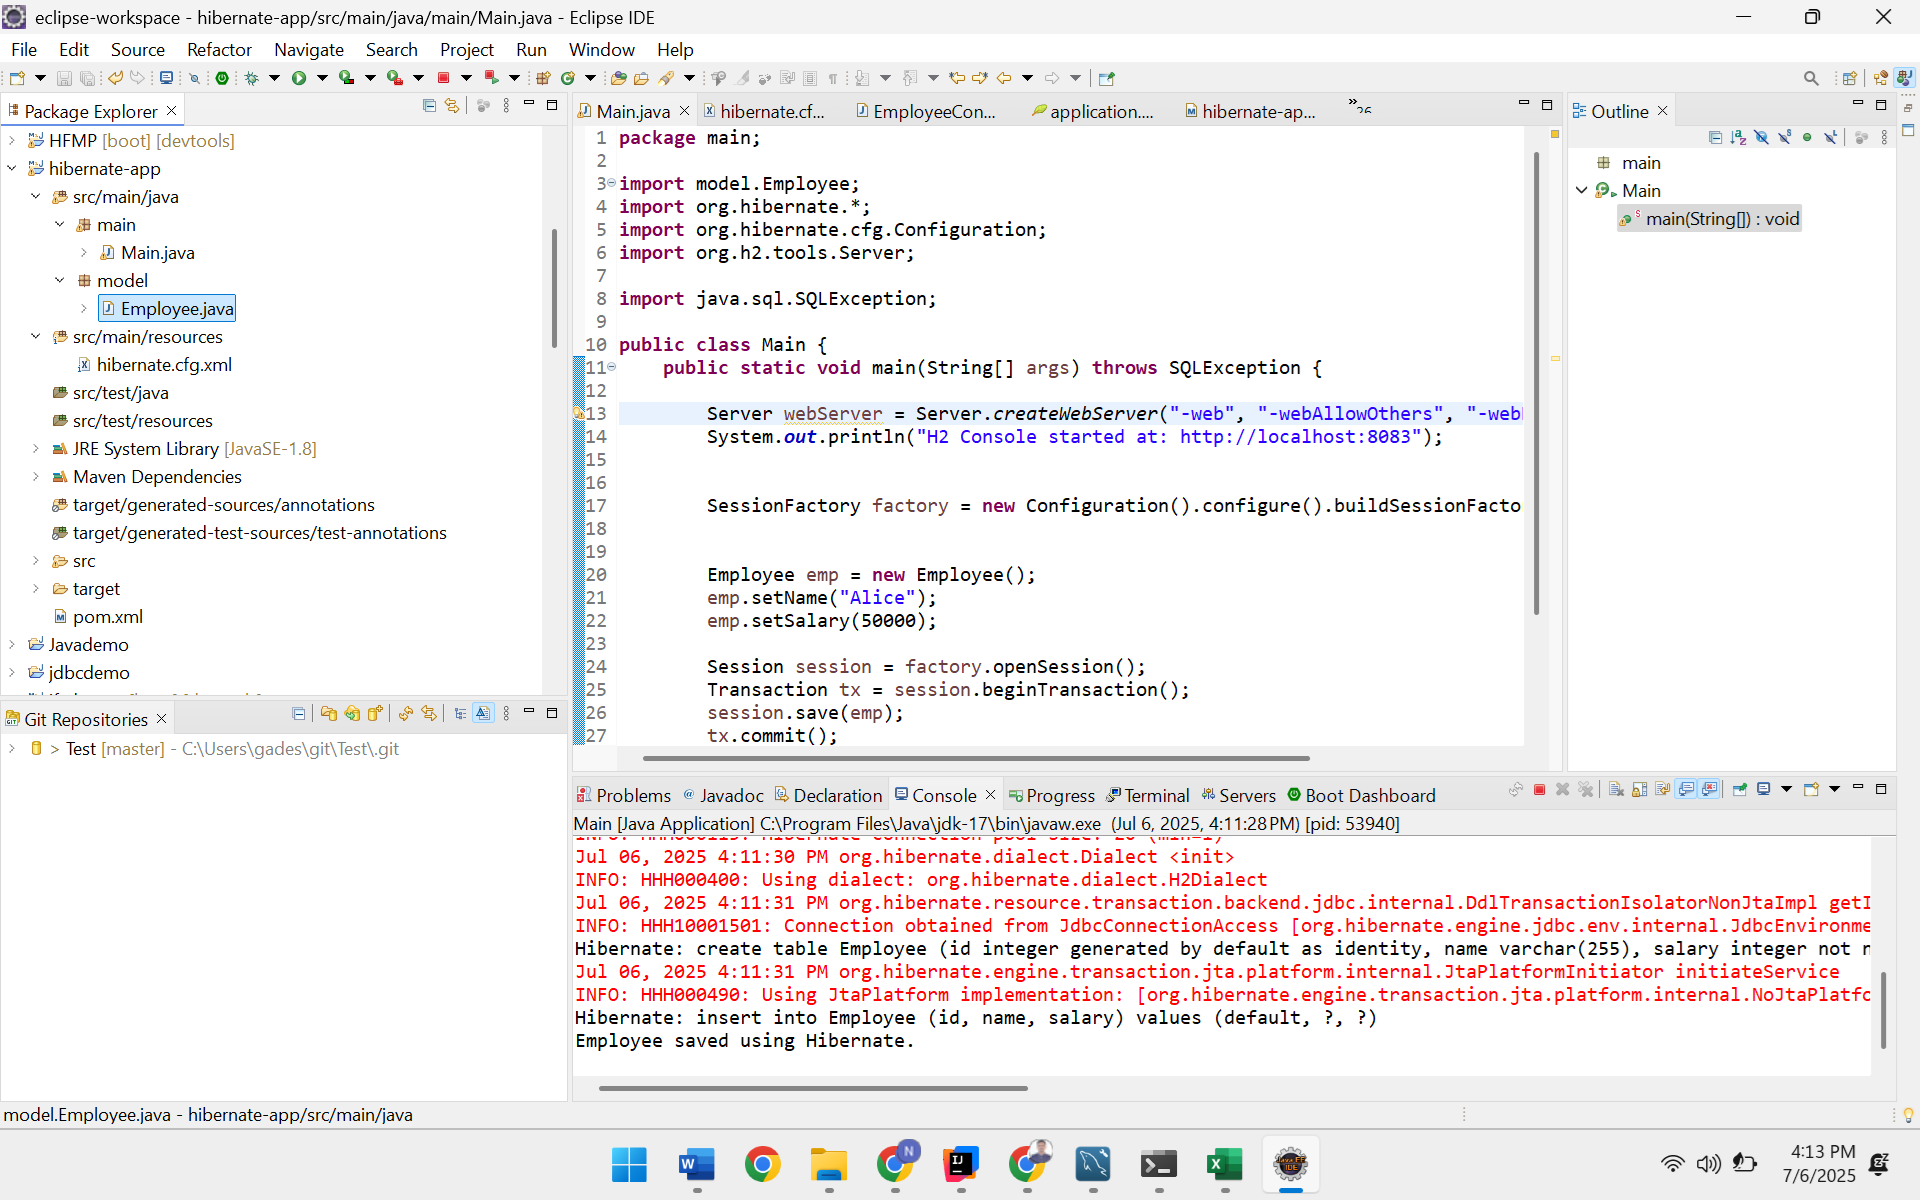 eclipse-workspace - hibernate-app/src/main/java/main/Main.java - Eclipse IDE
File Edit Source Refactor Navigate Search Project Run Window Help
Package Explorer
HFMP [boot] [devtools]
hibernate-app
src/main/java
main
Main.java
model
Employee.java
src/main/resources
hibernate.cfg.xml
src/test/java
src/test/resources
JRE System Library [JavaSE-1.8]
Maven Dependencies
target/generated-sources/annotations
target/generated-test-sources/test-annotations
src
target
pom.xml
Javademo
jdbcdemo
Git Repositories
> Test [master] - C:\Users\gades\git\Test\.git
Main.java hibernate.cf... EmployeeCon... application.... hibernate-ap... »26
1 package main;
2
3 import model.Employee;
4 import org.hibernate.*;
5 import org.hibernate.cfg.Configuration;
6 import org.h2.tools.Server;
7
8 import java.sql.SQLException;
9
10 public class Main {
11 public static void main(String[] args) throws SQLException {
12
13 Server webServer = Server.createWebServer("-web", "-webAllowOthers", "-web
14 System.out.println("H2 Console started at: http://localhost:8083");
15
16
17 SessionFactory factory = new Configuration().configure().buildSessionFacto
18
19
20 Employee emp = new Employee();
21 emp.setName("Alice");
22 emp.setSalary(50000);
23
24 Session session = factory.openSession();
25 Transaction tx = session.beginTransaction();
26 session.save(emp);
27 tx.commit();
Outline
main
Main
main(String[]) : void
Problems Javadoc Declaration Console Progress Terminal Servers Boot Dashboard
Main [Java Application] C:\Program Files\Java\jdk-17\bin\javaw.exe (Jul 6, 2025, 4:11:28 PM) [pid: 53940]
Jul 06, 2025 4:11:30 PM org.hibernate.dialect.Dialect <init>
INFO: HHH000400: Using dialect: org.hibernate.dialect.H2Dialect
Jul 06, 2025 4:11:31 PM org.hibernate.resource.transaction.backend.jdbc.internal.DdlTransactionIsolatorNonJtaImpl getI
INFO: HHH10001501: Connection obtained from JdbcConnectionAccess [org.hibernate.engine.jdbc.env.internal.JdbcEnvironme
Hibernate: create table Employee (id integer generated by default as identity, name varchar(255), salary integer not n
Jul 06, 2025 4:11:31 PM org.hibernate.engine.transaction.jta.platform.internal.JtaPlatformInitiator initiateService
INFO: HHH000490: Using JtaPlatform implementation: [org.hibernate.engine.transaction.jta.platform.internal.NoJtaPlatfo
Hibernate: insert into Employee (id, name, salary) values (default, ?, ?)
Employee saved using Hibernate.
model.Employee.java - hibernate-app/src/main/java
4:13 PM
7/6/2025